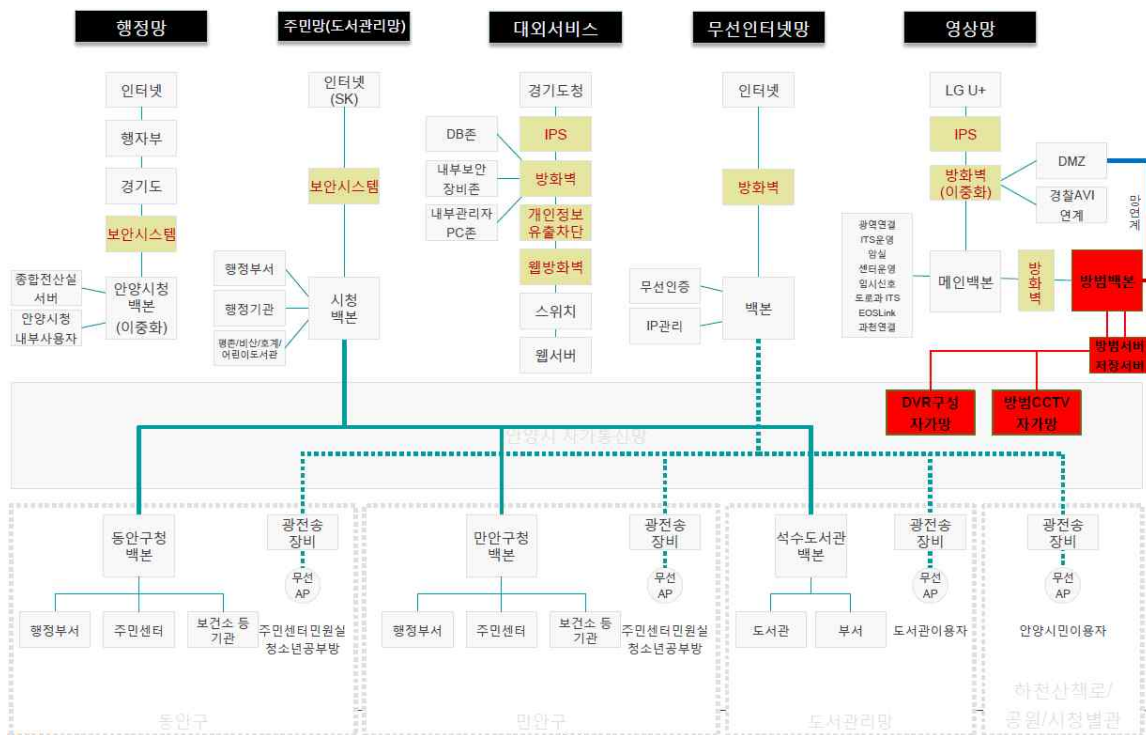 행정망
주민망(도서관리망)
대외서비스
무선인터넷망
영상망
인터넷
행자부
경기도
보안시스템
종합전산실
서버
안양시청
내부사용자
안양시청
백본
(이중화)
인터넷
(SK)
보안시스템
행정부서
행정기관
평촌/비산/호계/
어린이도서관
시청
백본
경기도청
IPS
DB존
내부보안
장비존
내부관리자
PC존
방화벽
개인정보
유출차단
웹방화벽
스위치
웹서버
인터넷
방화벽
무선인증
IP관리
백본
LG U+
IPS
방화벽
(이중화)
DMZ
경찰AVI
연계
망연계
광역연결
ITS운영
암실
센터운영
임시신호
도로과 ITS
EOSLink
과천연결
메인백본
방화벽
방범백본
방범서버
저장서버
DVR구성
자가망
방범CCTV
자가망
안양시 자가통신망
동안구청
백본
행정부서
주민센터
보건소 등
기관
광전송
장비
무선
AP
주민센터민원실
청소년공부방
동안구
만안구청
백본
행정부서
주민센터
보건소 등
기관
광전송
장비
무선
AP
주민센터민원실
청소년공부방
만안구
석수도서관
백본
도서관
부서
광전송
장비
무선
AP
도서관이용자
도서관리망
광전송
장비
무선
AP
안양시민이용자
하천산책로/
공원/시청별관